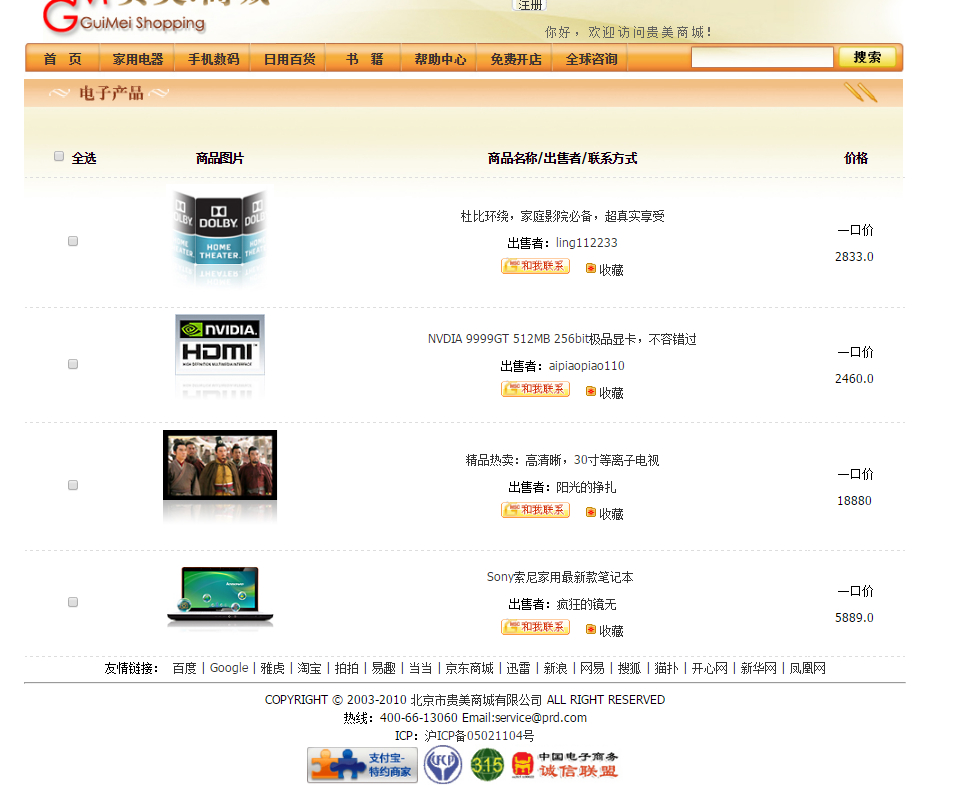 GuiMei Shopping
注册
你好，欢迎访问贵美商城！
首 页 家用电器 手机数码 日用百货 书 籍 帮助中心 免费开店 全球咨询 搜索
电子产品
全选 商品图片 商品名称/出售者/联系方式 价格
DOLBY
HOME
THEATER
杜比环绕，家庭影院必备，超真实享受
出售者：ling112233
和我联系 收藏
一口价
2833.0
NVIDIA
HDMI
HIGH DEFINITION MULTIMEDIA INTERFACE
NVDIA 9999GT 512MB 256bit极品显卡，不容错过
出售者：aipiaopiao110
和我联系 收藏
一口价
2460.0
精品热卖：高清晰，30寸等离子电视
出售者：阳光的挣扎
和我联系 收藏
一口价
18880
Sony索尼家用最新款笔记本
出售者：疯狂的镜无
和我联系 收藏
一口价
5889.0
友情链接： 百度 | Google | 雅虎 | 淘宝 | 拍拍 | 易趣 | 当当 | 京东商城 | 迅雷 | 新浪 | 网易 | 搜狐 | 猫扑 | 开心网 | 新华网 | 凤凰网
COPYRIGHT © 2003-2010 北京市贵美商城有限公司 ALL RIGHT RESERVED
热线：400-66-13060 Email:service@prd.com
ICP：沪ICP备05021104号
支付宝-
特约商家
315
中国电子商务
诚信联盟